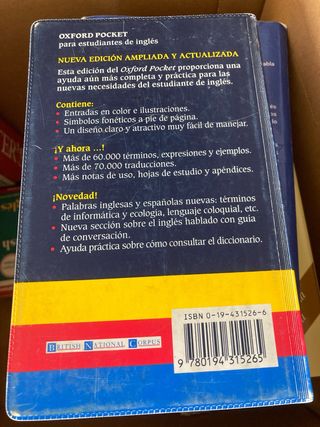 OXFORD POCKET
para estudiantes de inglés
NUEVA EDICIÓN AMPLIADA Y ACTUALIZADA
Esta edición del Oxford Pocket proporciona una
ayuda aún más completa y práctica para las
nuevas necesidades del estudiante de inglés.
Contiene:
• Entradas en color e ilustraciones.
• Símbolos fonéticos a pie de página.
• Un diseño claro y atractivo muy fácil de manejar.
¡Y ahora ...!
• Más de 60.000 términos, expresiones y ejemplos.
• Más de 70.000 traducciones.
• Más notas de uso, hojas de estudio y apéndices.
¡Novedad!
• Palabras inglesas y españolas nuevas: términos
de informática y ecología, lenguaje coloquial, etc.
• Nueva sección sobre el inglés hablado con guía
de conversación.
• Ayuda práctica sobre cómo consultar el diccionario.
BRITISH NATIONAL CORPUS
ISBN 0-19-431526-6
9 780194 315265